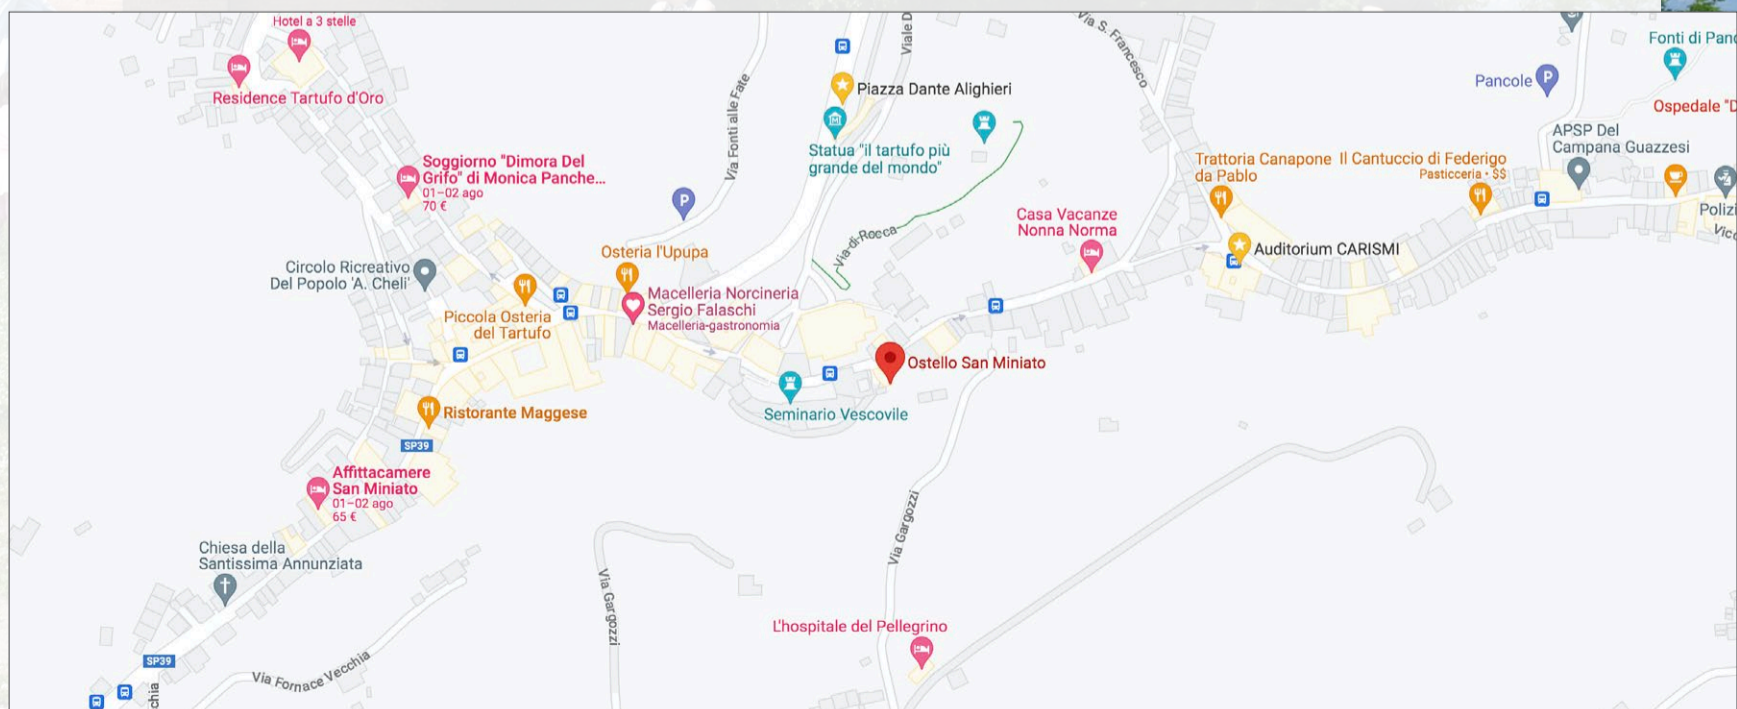 Hotel a 3 stelle
Residence Tartufo d'Oro
Soggiorno "Dimora Del
Grifo" di Monica Panche...
01–02 ago
70 €
Circolo Ricreativo
Del Popolo 'A. Cheli'
Piccola Osteria
del Tartufo
Osteria l'Upupa
Macelleria Norcineria
Sergio Falaschi
Macelleria-gastronomia
Ristorante Maggese
SP39
Affittacamere
San Miniato
01–02 ago
65 €
Chiesa della
Santissima Annunziata
SP39
Via Fornace Vecchia
chia
Via Fonti alle Fate
P
Viale D
Piazza Dante Alighieri
Statua "il tartufo più
grande del mondo"
Via di Rocca
Seminario Vescovile
Ostello San Miniato
Casa Vacanze
Nonna Norma
Via S. Francesco
Trattoria Canapone
da Pablo
Il Cantuccio di Federigo
Pasticceria · $$
Auditorium CARISMI
Pancole
P
Fonti di Panc
Ospedale "D
APSP Del
Campana Guazzesi
Polizi
Vico
Via Gargozzi
Via Gargozzi
L'hospitale del Pellegrino